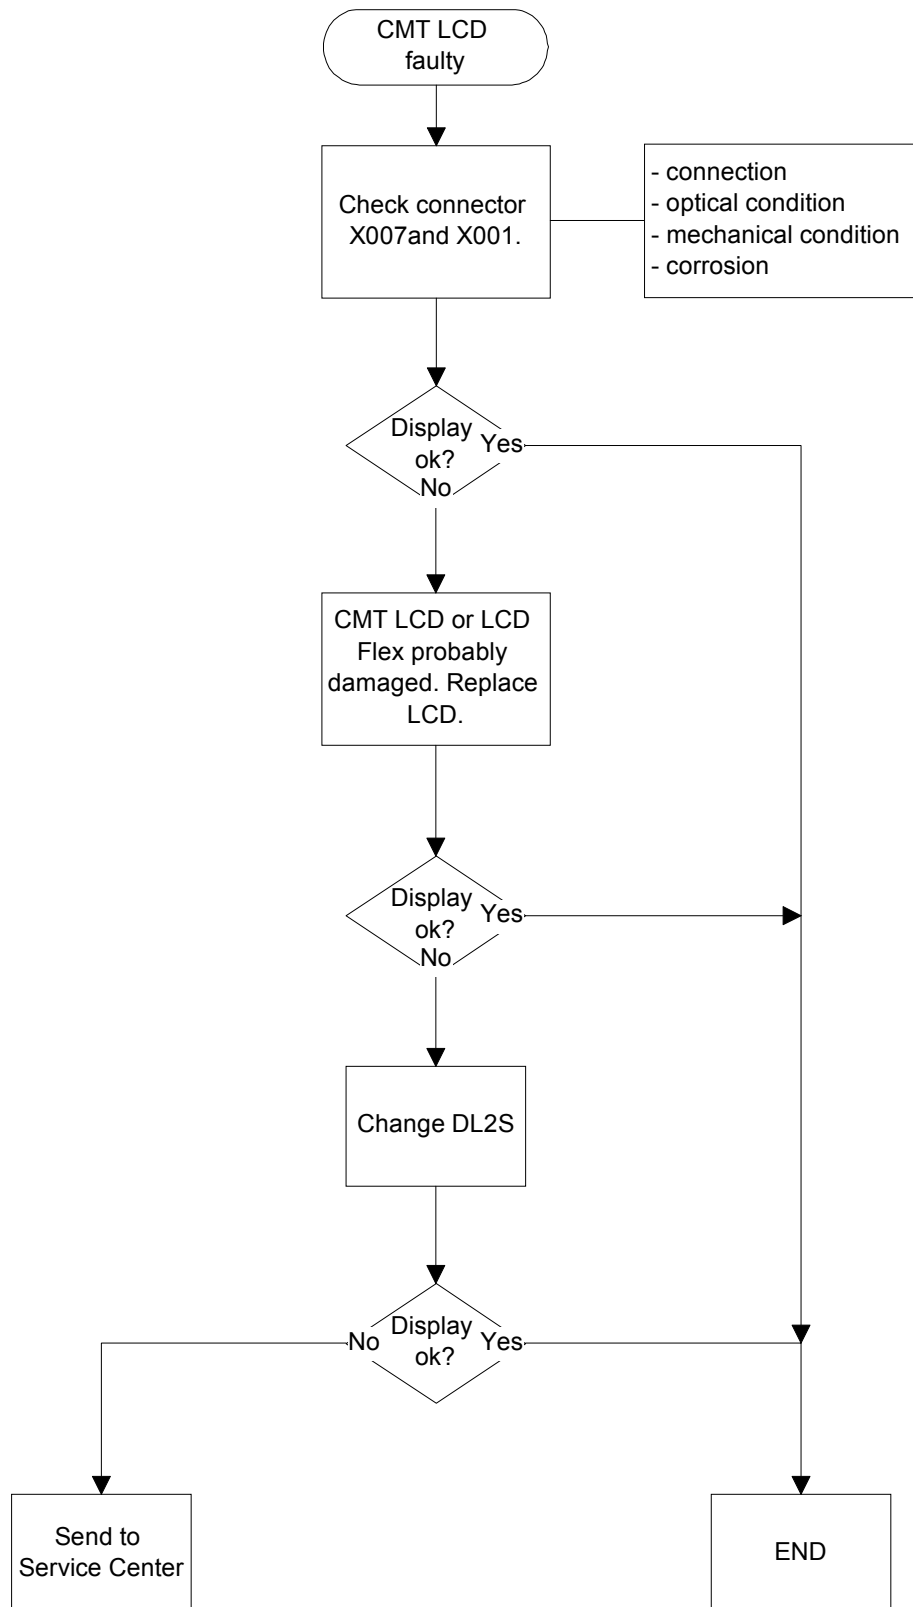 CMT LCD
faulty
Check connector
X007and X001.
- connection
- optical condition
- mechanical condition
- corrosion
Display
ok?
Yes
No
CMT LCD or LCD
Flex probably
damaged. Replace
LCD.
Display
ok?
Yes
No
Change DL2S
No
Display
ok?
Yes
Send to
Service Center
END